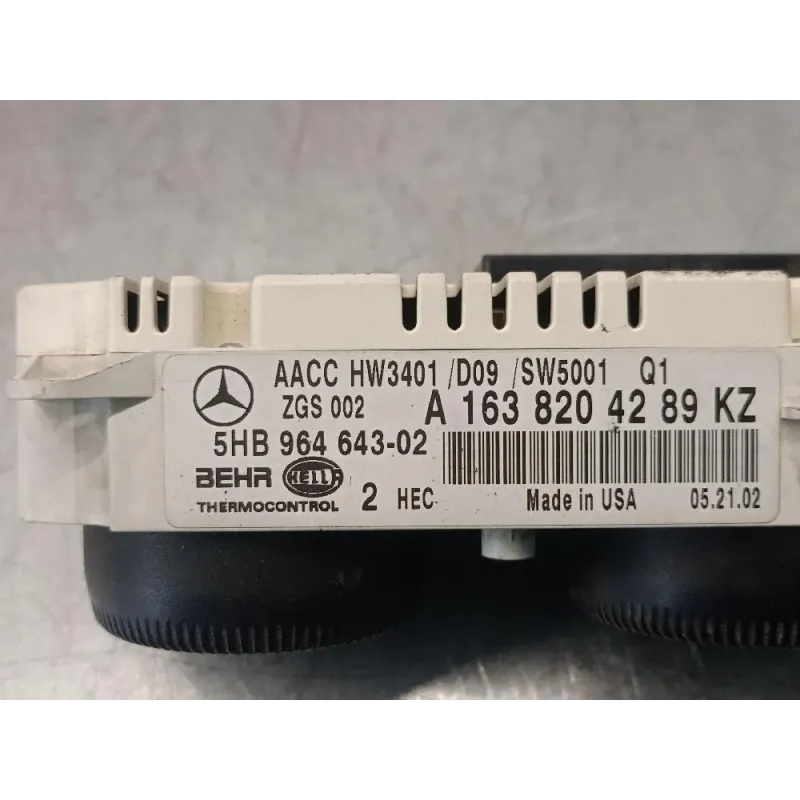 AACC HW3401 /D09 /SW5001 Q1
ZGS 002 A 163 820 42 89 KZ
5HB 964 643-02
BEHR HELLA
THERMOCONTROL 2 HEC Made in USA 05.21.02